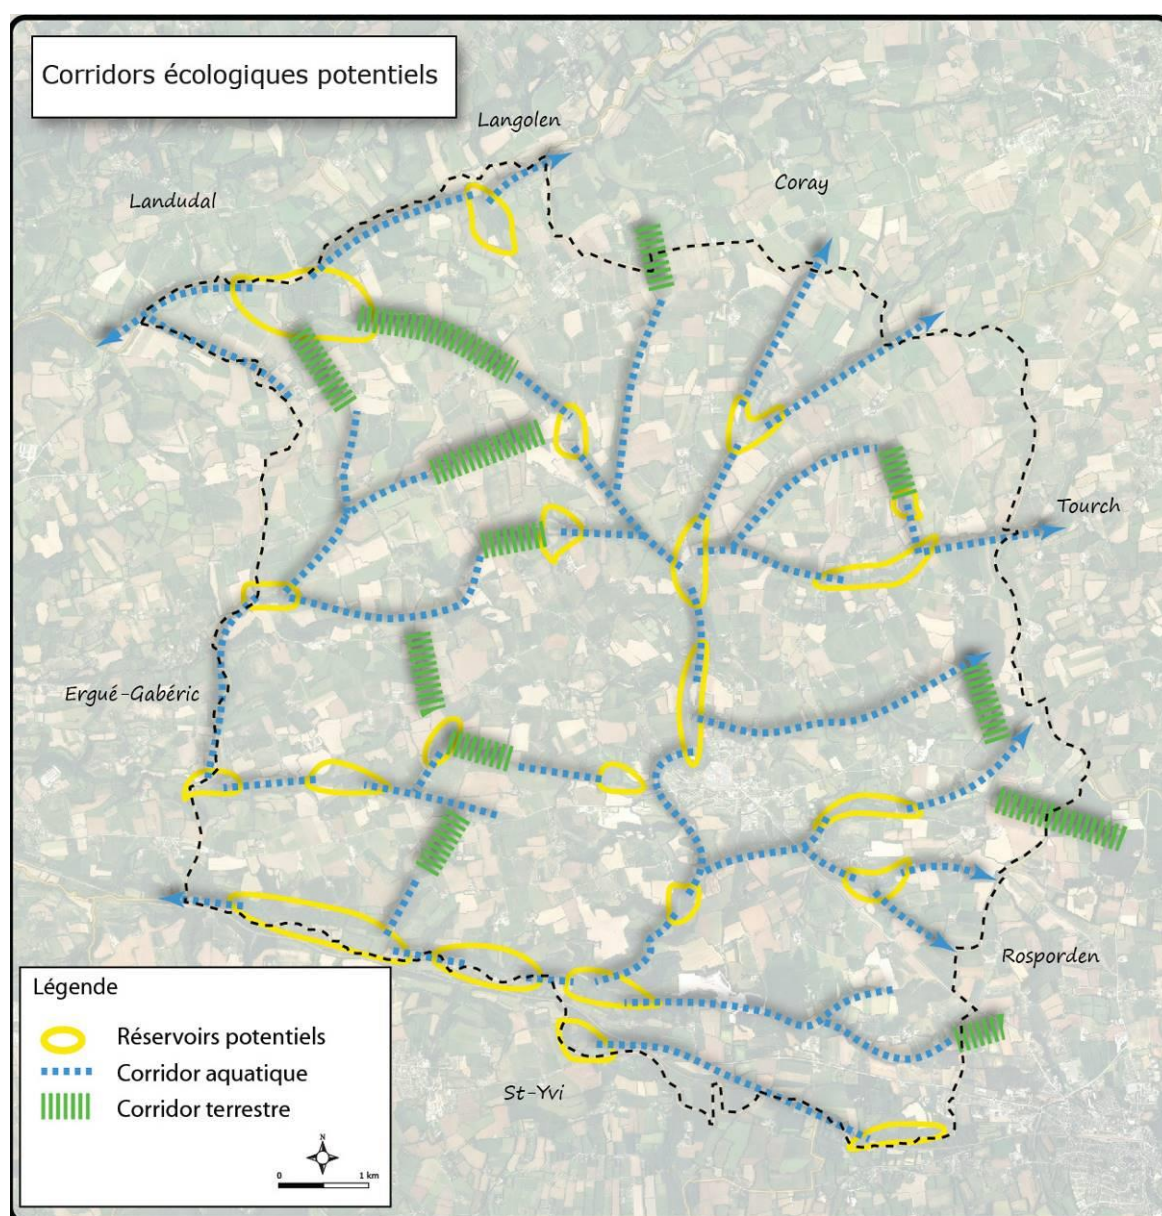 Corridors écologiques potentiels
Langolen
Coray
Landudal
Tourch
Ergué-Gabéric
Rosporden
St-Yvi
Légende
Réservoirs potentiels
Corridor aquatique
Corridor terrestre
N
0 1 km